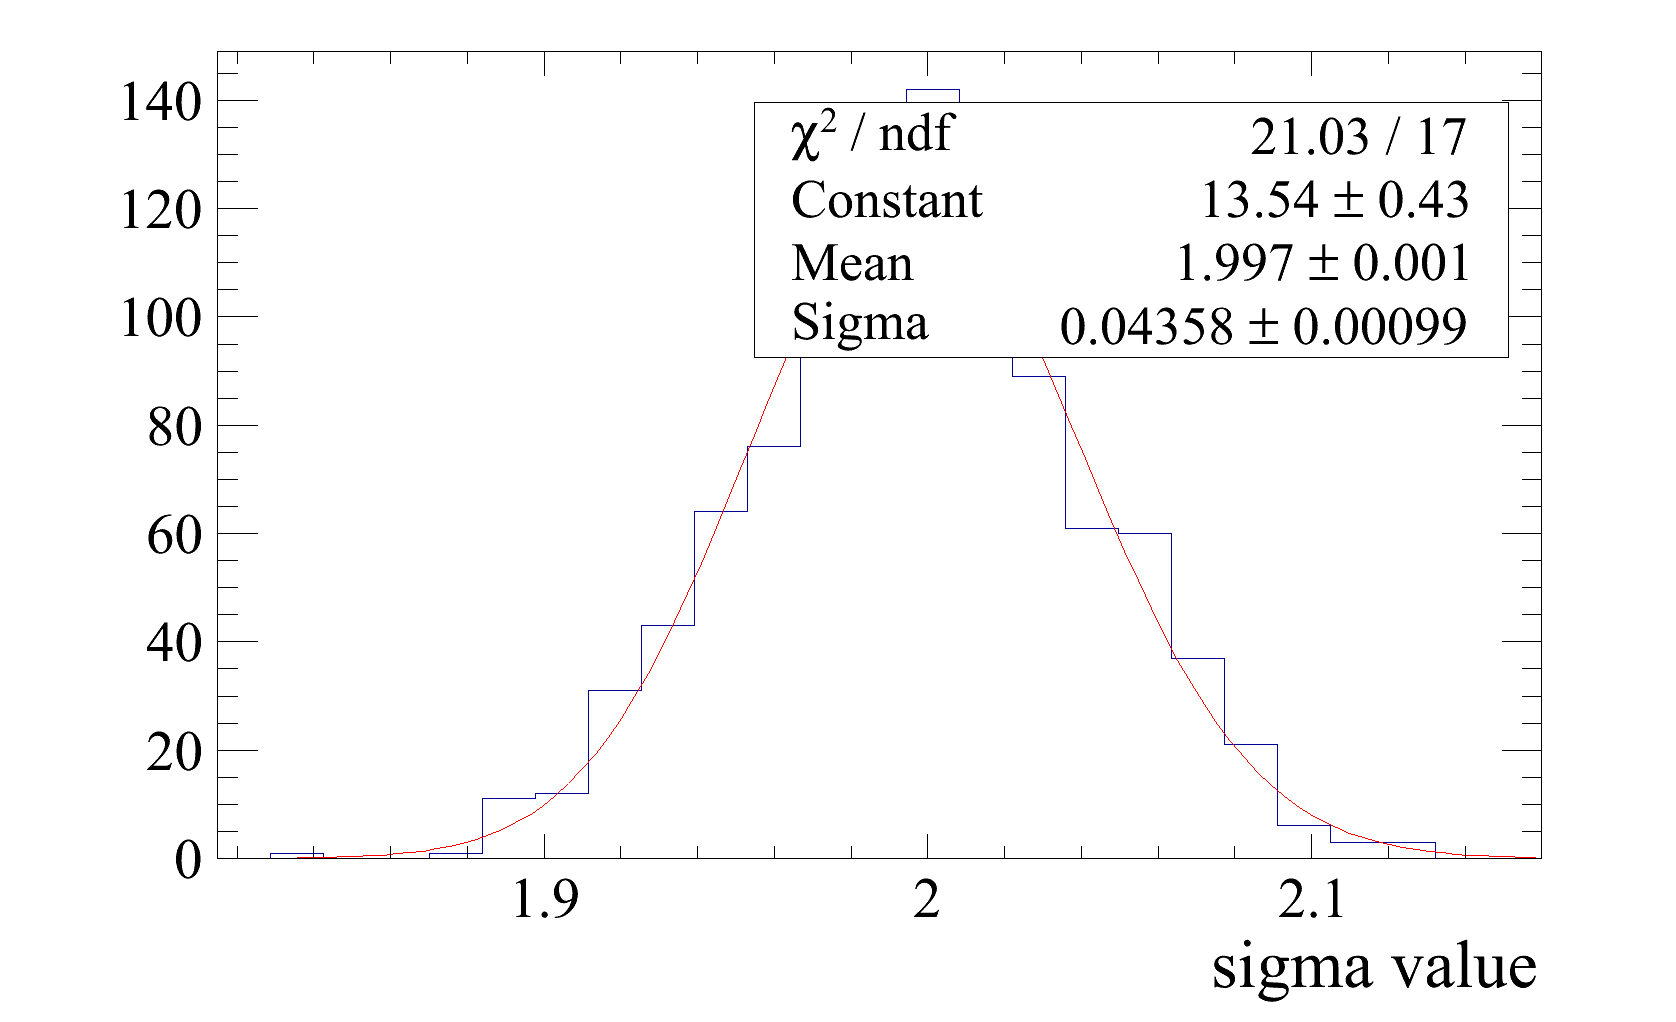 140
120
100
80
60
40
20
0
χ² / ndf 21.03 / 17
Constant 13.54 ± 0.43
Mean 1.997 ± 0.001
Sigma 0.04358 ± 0.00099
1.9 2 2.1
sigma value